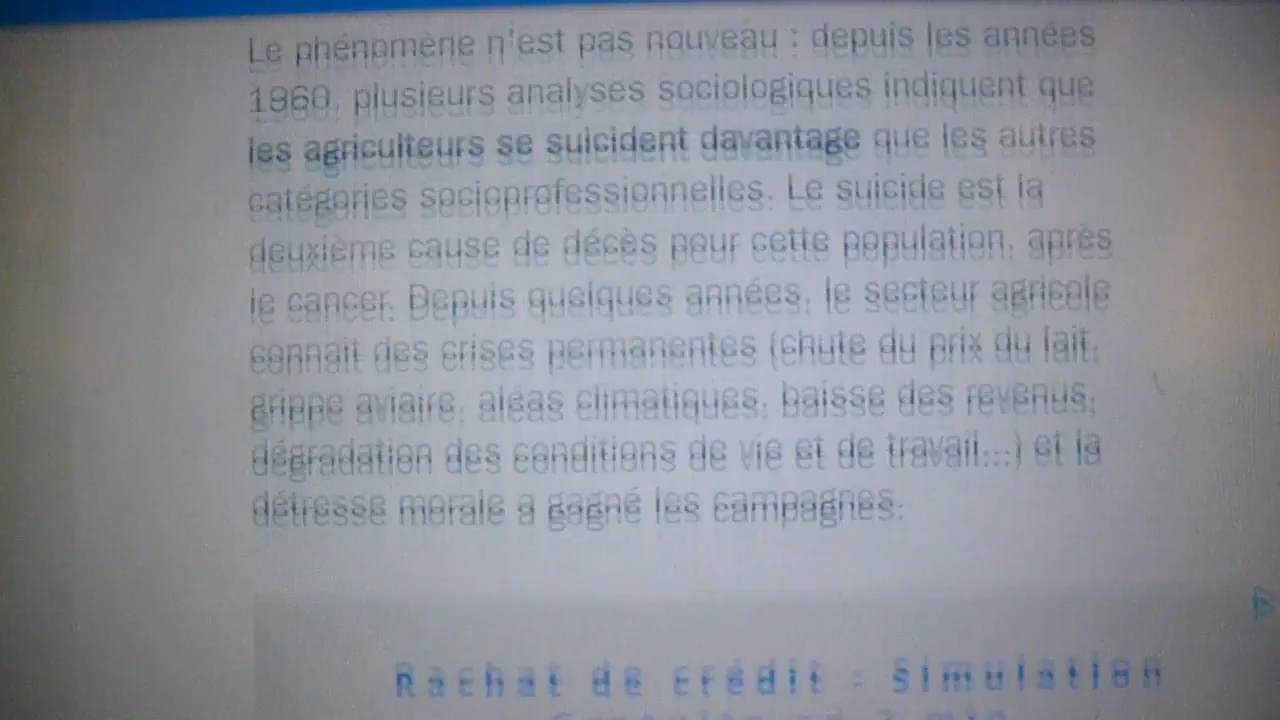 Le phénomène n'est pas nouveau : depuis les années
1960, plusieurs analyses sociologiques indiquent que
les agriculteurs se suicident davantage que les autres
catégories socioprofessionnelles. Le suicide est la
deuxième cause de décès pour cette population, après
le cancer. Depuis quelques années, le secteur agricole
connait des crises permanentes (chute du prix du lait,
grippe aviaire, aléas climatiques, baisse des revenus,
dégradation des conditions de vie et de travail...) et la
détresse morale a gagné les campagnes.
Rachat de crédit - Simulation